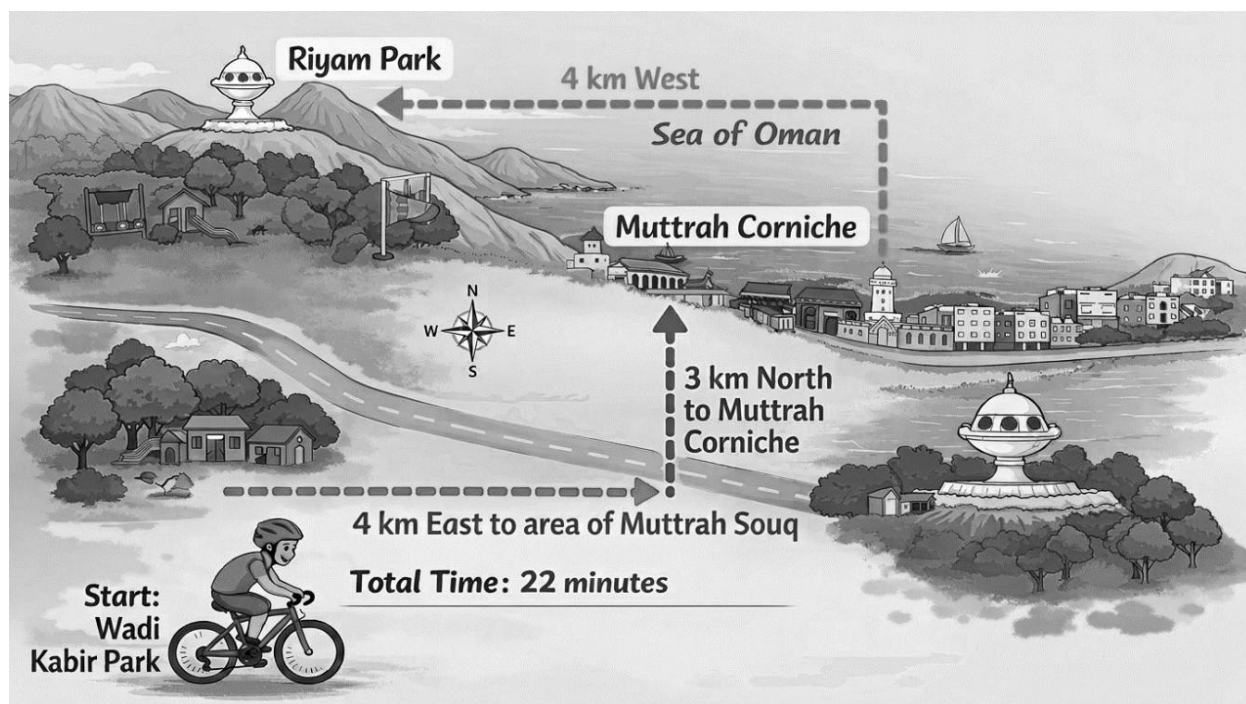 Riyam Park
4 km West
Sea of Oman
Muttrah Corniche
N
W E
S
3 km North
to Muttrah
Corniche
4 km East to area of Muttrah Souq
Total Time: 22 minutes
Start:
Wadi
Kabir Park